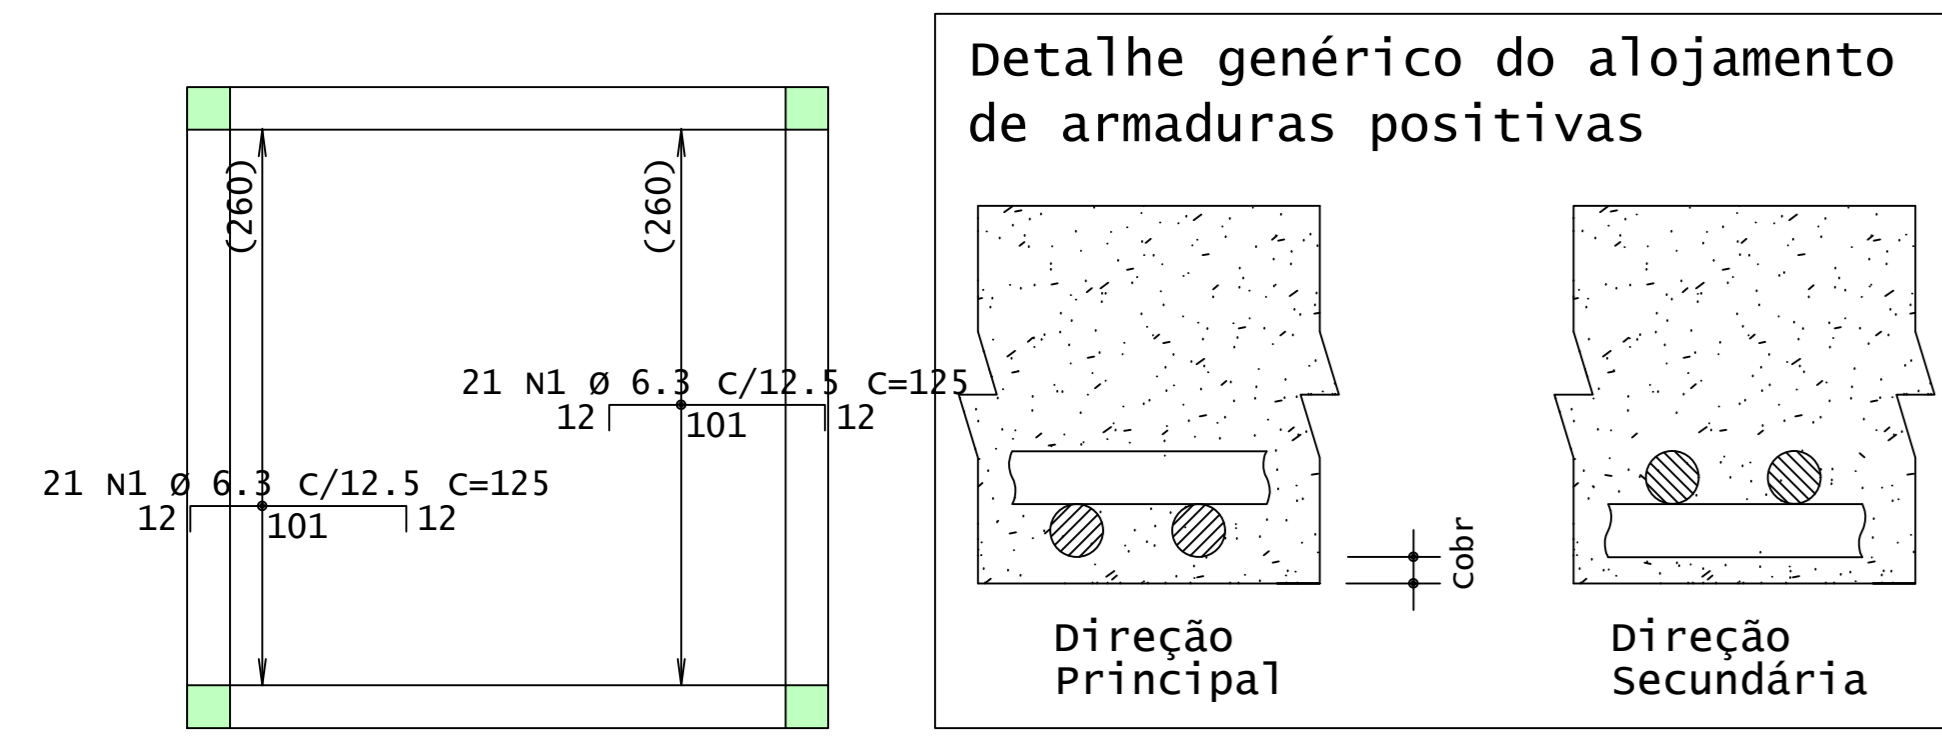 (260)
(260)
21 N1 Ø 6.3 C/12.5 C=125
12
101
12
21 N1 Ø 6.3 C/12.5 C=125
12
101
12
Detalhe genérico do alojamento
de armaduras positivas
cobr
Direção
Principal
Direção
Secundária